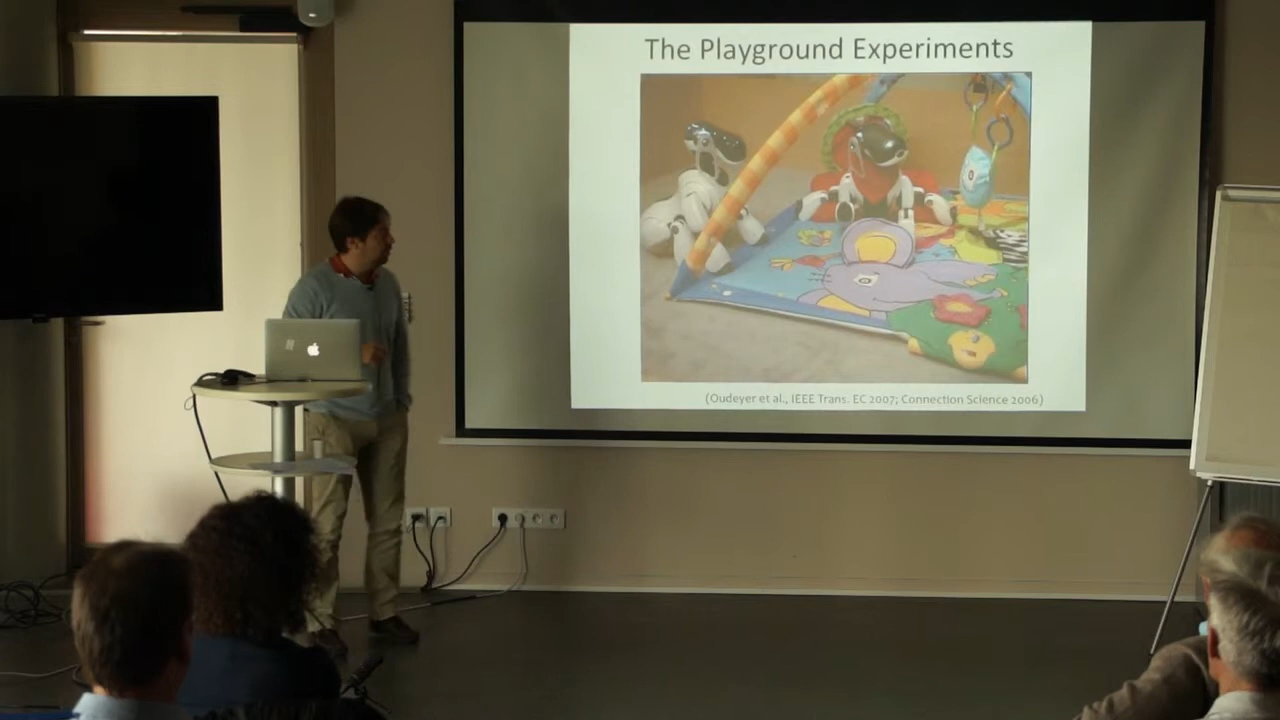 The Playground Experiments
(Oudeyer et al., IEEE Trans. EC 2007; Connection Science 2006)